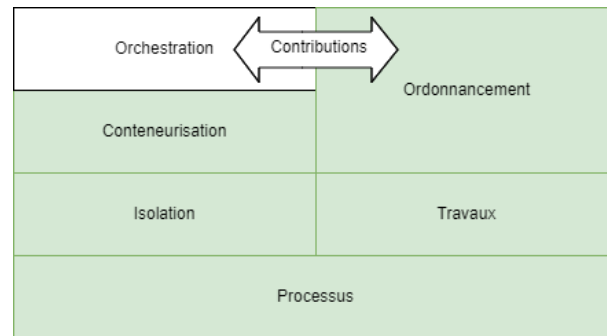 Orchestration
Contributions
Ordonnancement
Conteneurisation
Isolation
Travaux
Processus